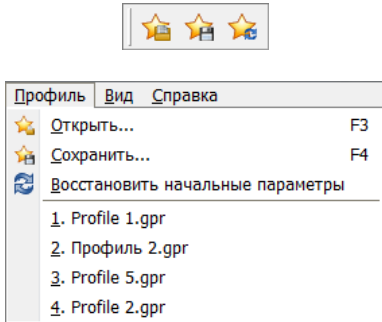 Профиль Вид Справка
Открыть... F3
Сохранить... F4
Восстановить начальные параметры
1. Profile 1.gpr
2. Профиль 2.gpr
3. Profile 5.gpr
4. Profile 2.gpr